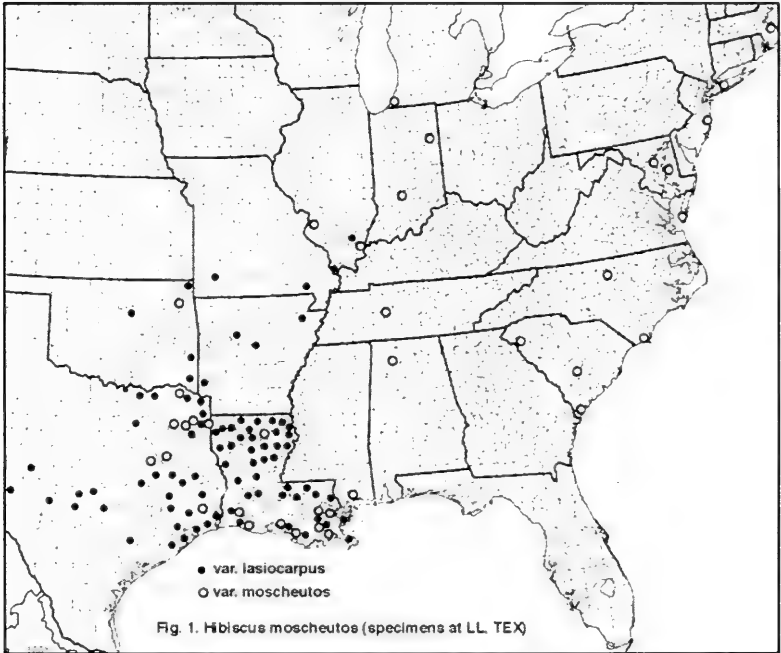 var. lasiocarpus
var. moscheutos
Fig. 1. Hibiscus moscheutos (specimens at LL, TEX)